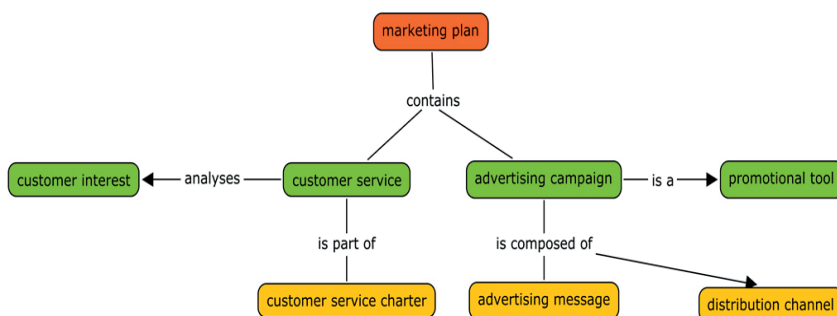 marketing plan
contains
customer interest
analyses
customer service
advertising campaign
is a
promotional tool
is part of
is composed of
customer service charter
advertising message
distribution channel